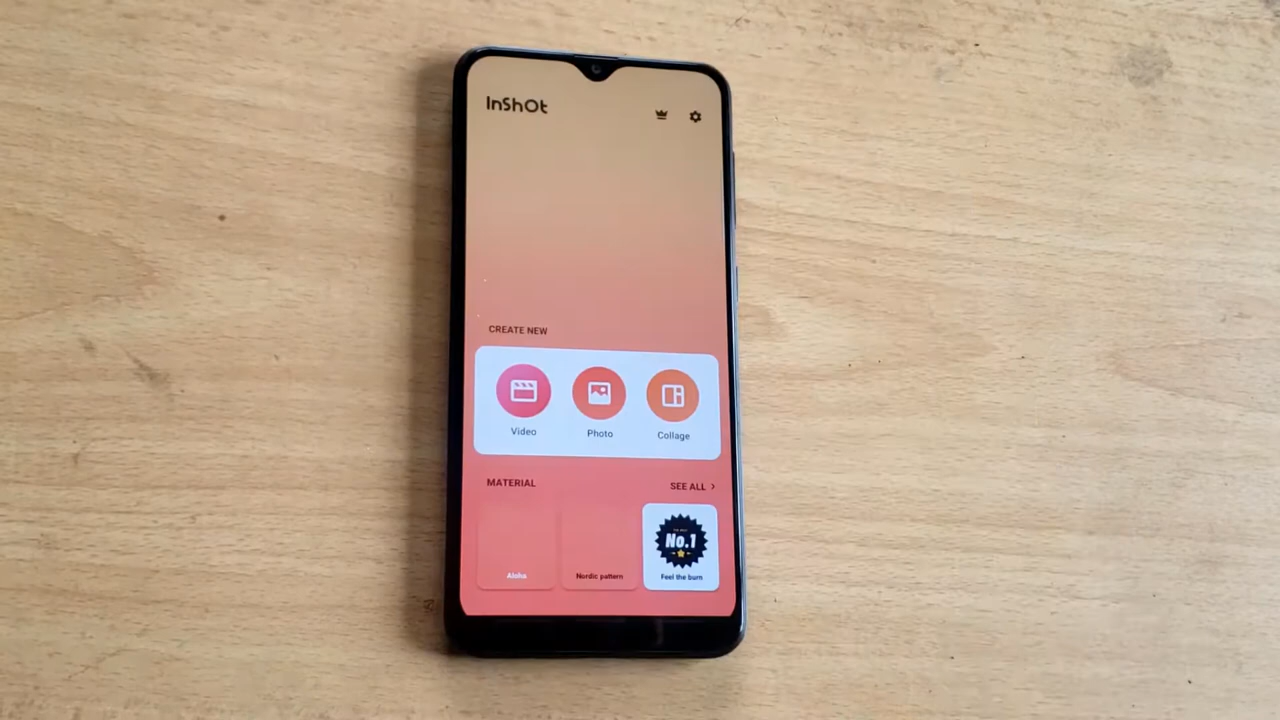 InShOt
CREATE NEW
Video
Photo
Collage
MATERIAL
SEE ALL >
Aloha
Nordic pattern
No.1
Feel the burn